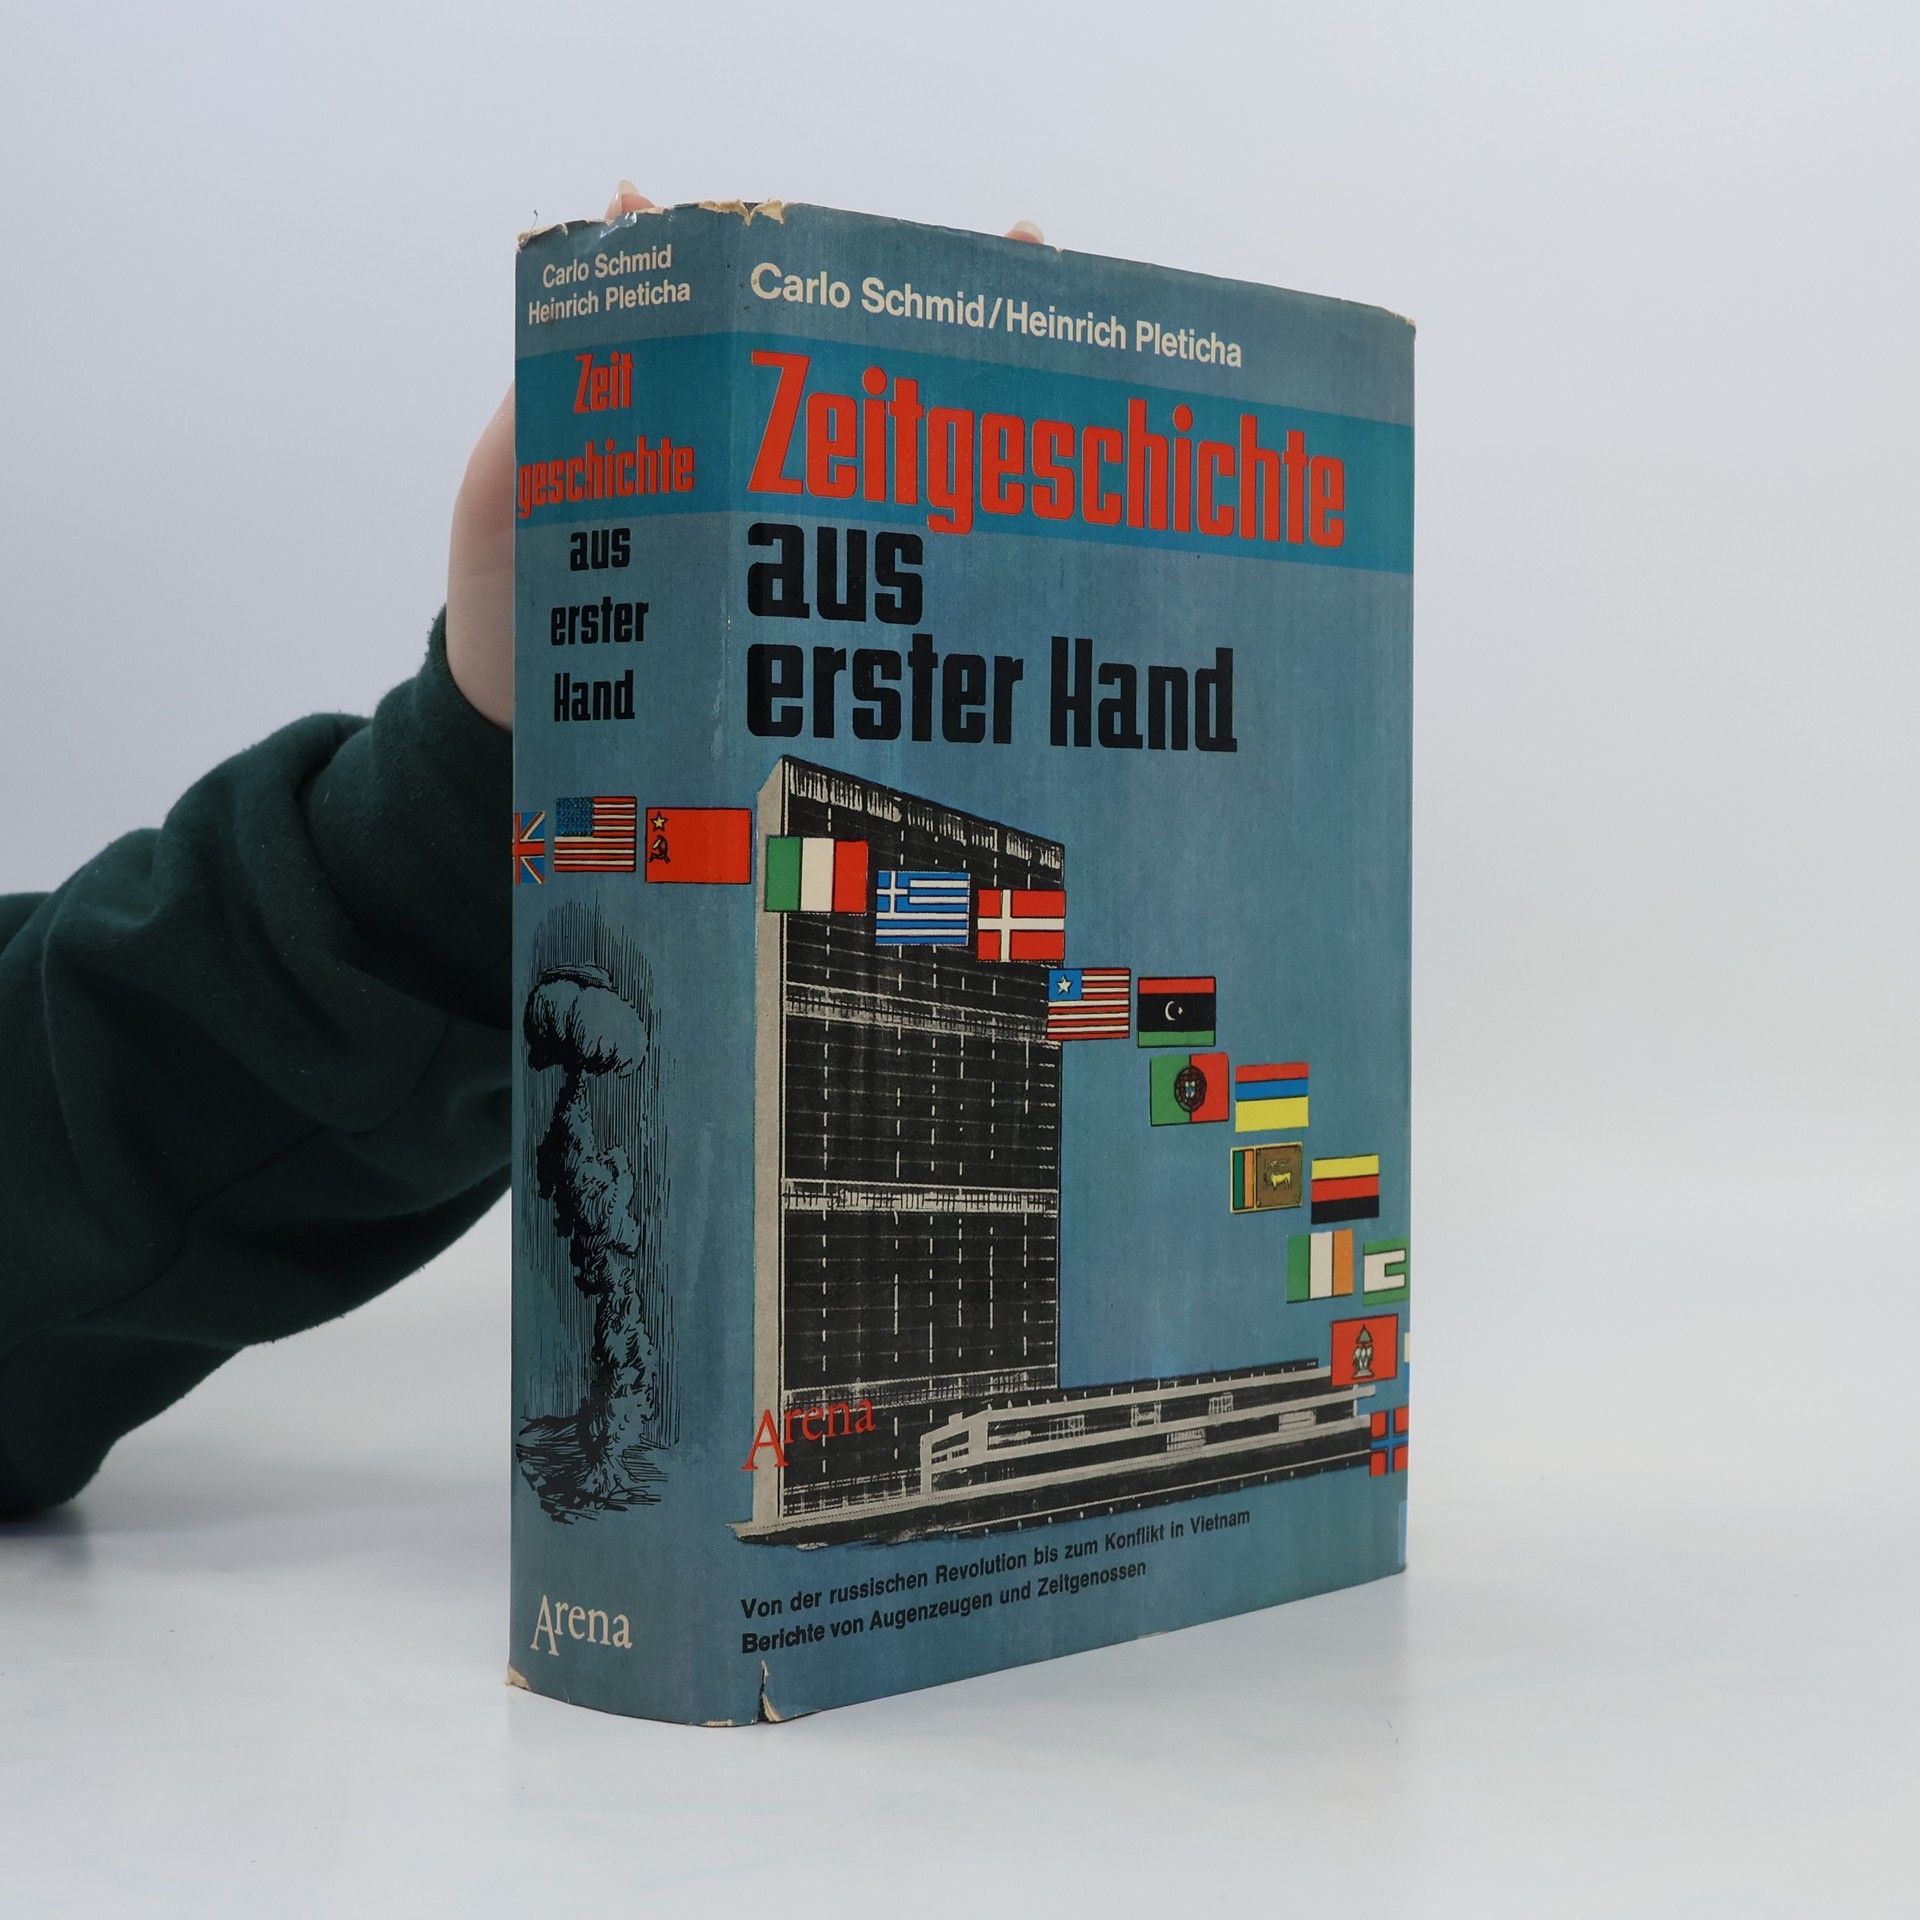 Carlo Schmid
Heinrich Pleticha
Zeit
geschichte
aus
erster
Hand
Arena
Carlo Schmid/Heinrich Pleticha
Zeitgeschichte
aus
erster Hand
Arena
Von der russischen Revolution bis zum Konflikt in Vietnam
Berichte von Augenzeugen und Zeitgenossen